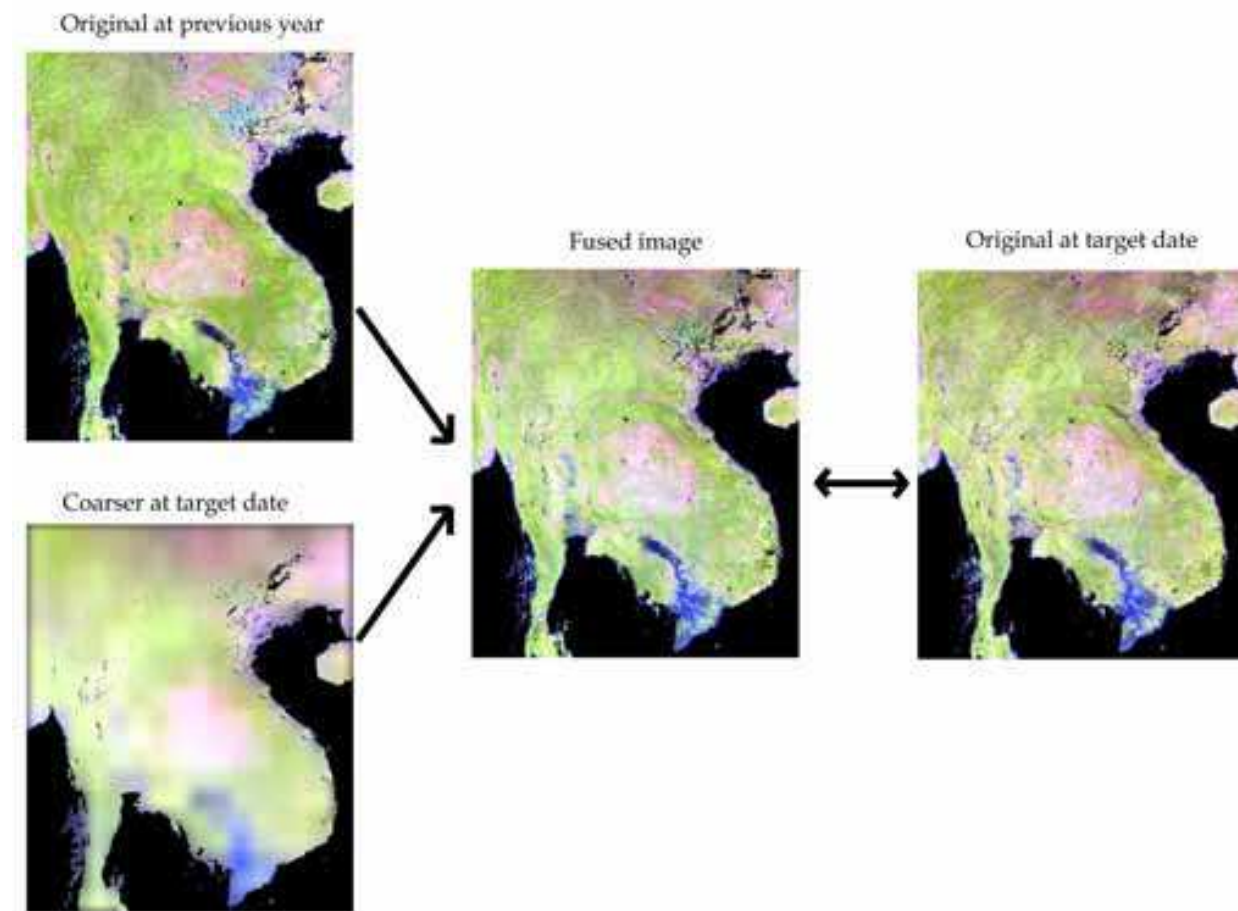 Original at previous year
Fused image
Original at target date
Coarser at target date